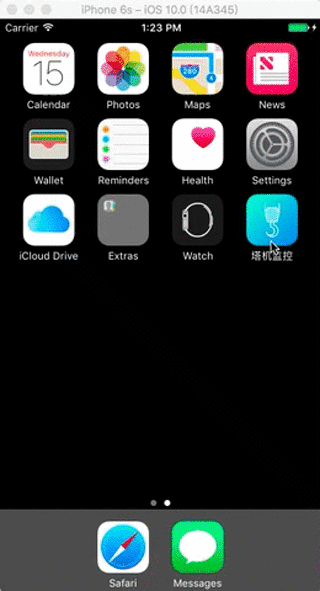 iPhone 6s – iOS 10.0 (14A345)
Carrier 1:23 PM
Wednesday
15
280
Calendar Photos Maps News
Wallet Reminders Health Settings
iCloud Drive Extras Watch 塔机监控
Safari Messages